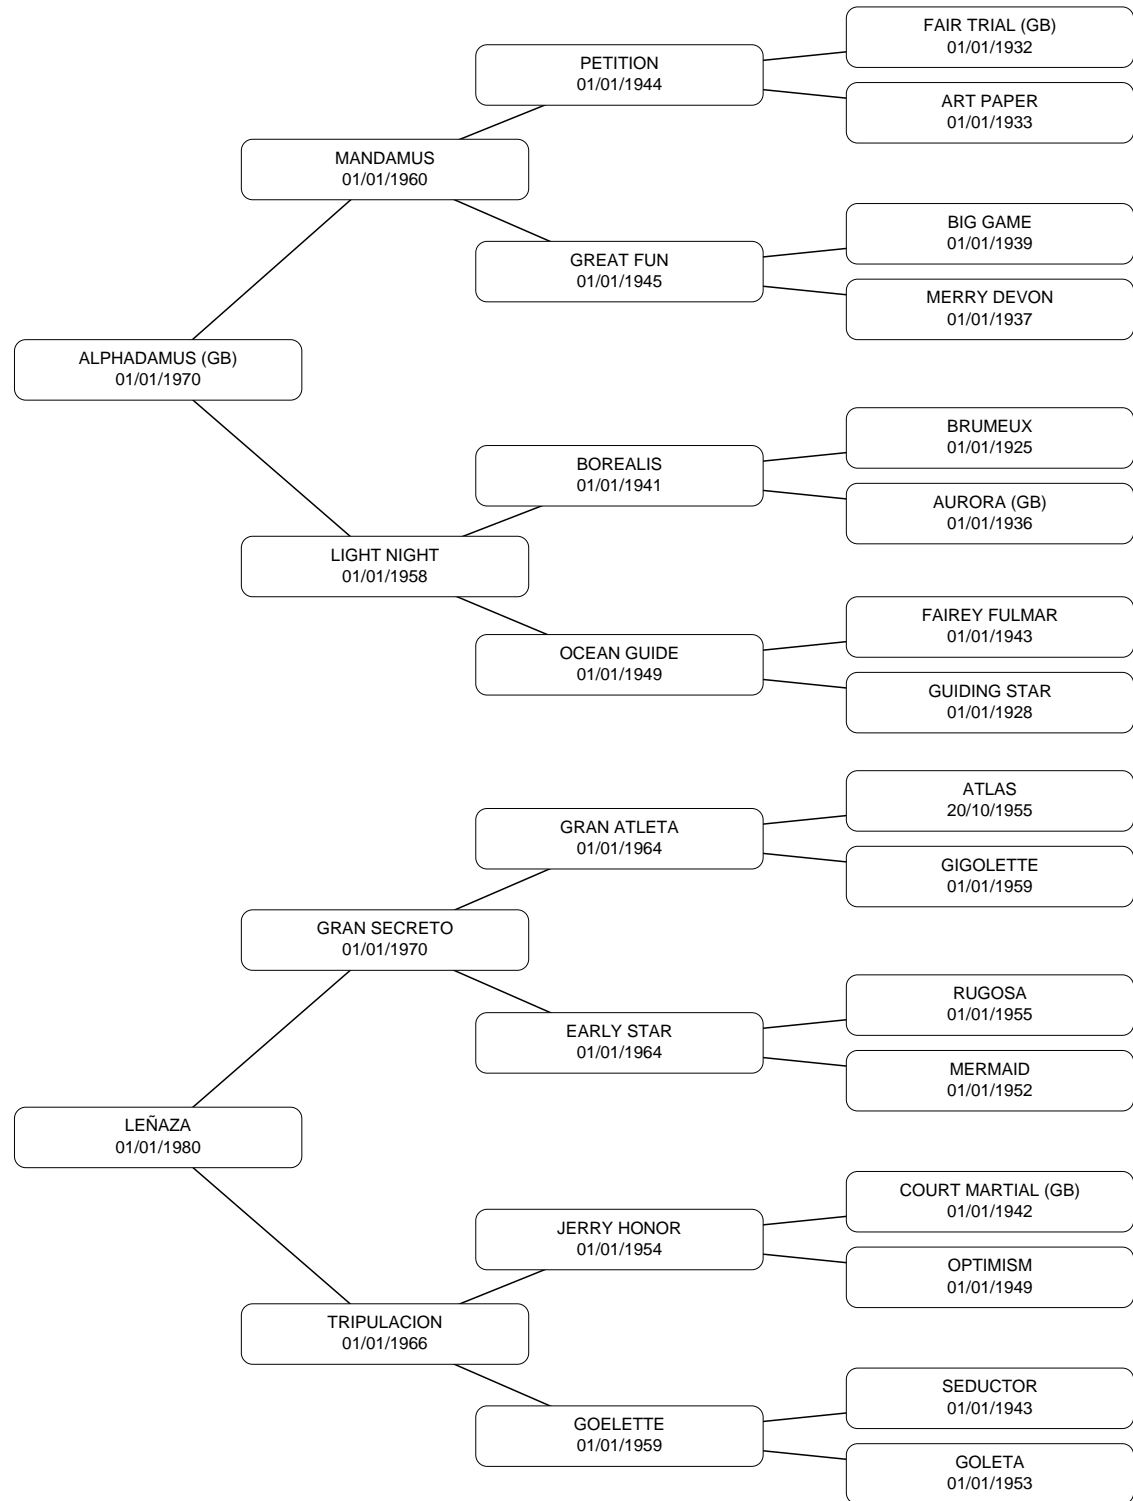 FAIR TRIAL (GB)
01/01/1932
PETITION
01/01/1944
ART PAPER
01/01/1933
MANDAMUS
01/01/1960
BIG GAME
01/01/1939
GREAT FUN
01/01/1945
MERRY DEVON
01/01/1937
ALPHADAMUS (GB)
01/01/1970
BRUMEUX
01/01/1925
BOREALIS
01/01/1941
AURORA (GB)
01/01/1936
LIGHT NIGHT
01/01/1958
FAIREY FULMAR
01/01/1943
OCEAN GUIDE
01/01/1949
GUIDING STAR
01/01/1928
ATLAS
20/10/1955
GRAN ATLETA
01/01/1964
GIGOLETTE
01/01/1959
GRAN SECRETO
01/01/1970
RUGOSA
01/01/1955
EARLY STAR
01/01/1964
MERMAID
01/01/1952
LEÑAZA
01/01/1980
COURT MARTIAL (GB)
01/01/1942
JERRY HONOR
01/01/1954
OPTIMISM
01/01/1949
TRIPULACION
01/01/1966
SEDUCTOR
01/01/1943
GOELETTE
01/01/1959
GOLETA
01/01/1953